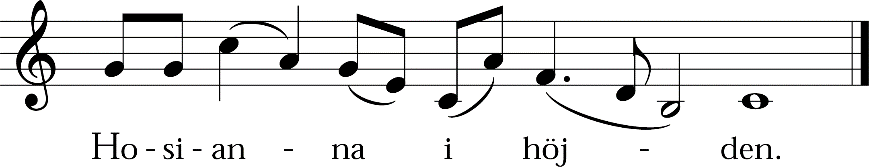 Ho - si - an - na i höj - den.